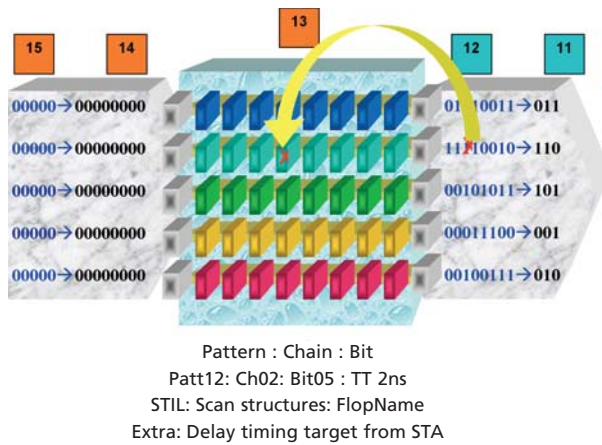 15 14 13 12 11
00000→00000000 01110011→011
00000→00000000 11110010→110
00000→00000000 00101011→101
00000→00000000 00011100→001
00000→00000000 00100111→010
Pattern : Chain : Bit
Patt12: Ch02: Bit05 : TT 2ns
STIL: Scan structures: FlopName
Extra: Delay timing target from STA